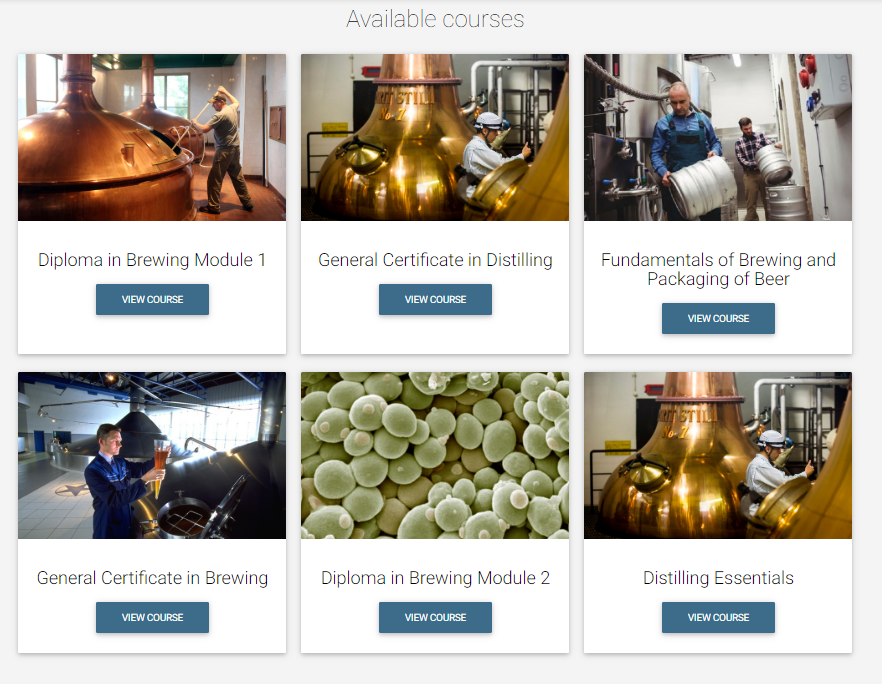 Available courses
Diploma in Brewing Module 1
VIEW COURSE
General Certificate in Distilling
VIEW COURSE
Fundamentals of Brewing and
Packaging of Beer
VIEW COURSE
General Certificate in Brewing
VIEW COURSE
Diploma in Brewing Module 2
VIEW COURSE
Distilling Essentials
VIEW COURSE